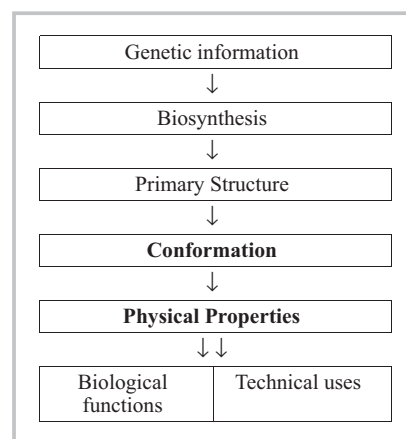 Genetic information
↓
Biosynthesis
↓
Primary Structure
↓
Conformation
↓
Physical Properties
↓↓
Biological
functions
Technical uses